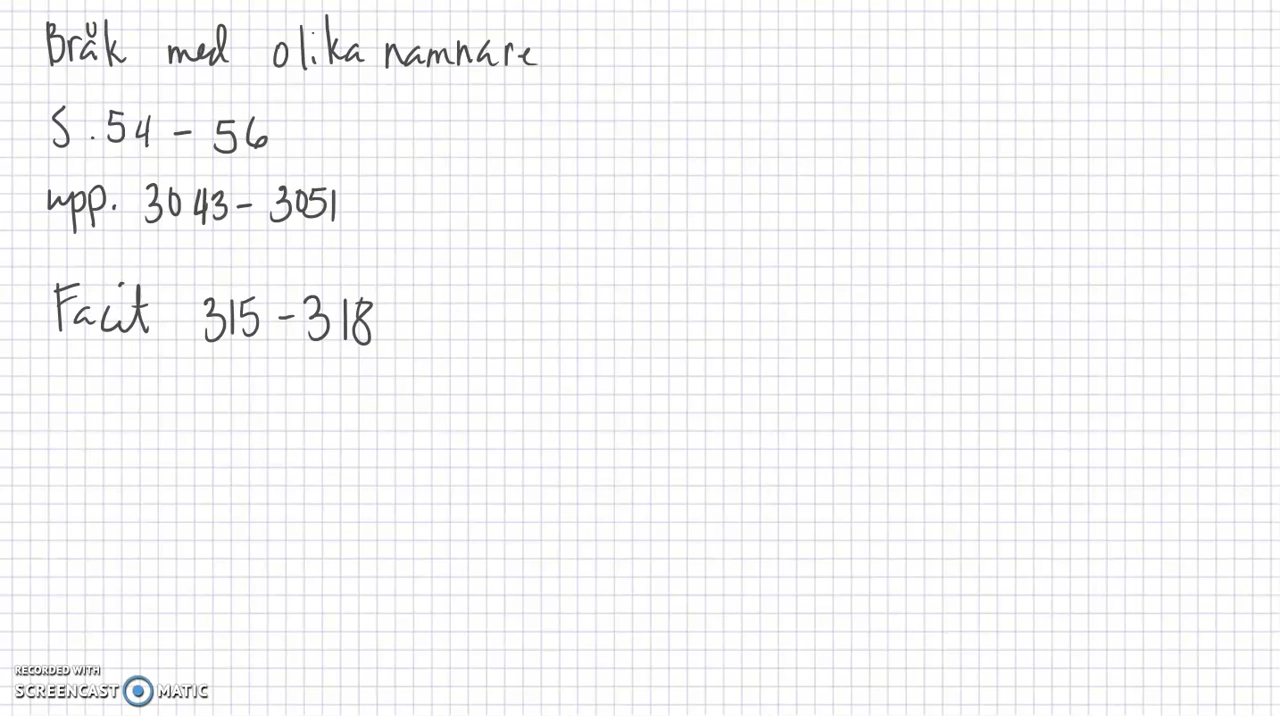 Bråk med olika nämnare
S. 54 - 56
upp. 3043 - 3051
Facit 315 - 318
RECORDED WITH
SCREENCAST MATIC